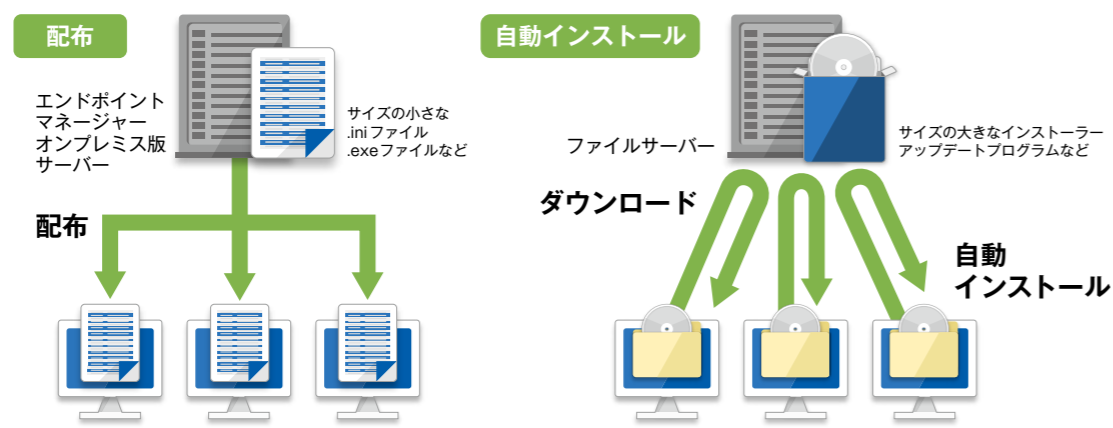 配布
エンドポイント
マネージャー
オンプレミス版
サーバー
サイズの小さな
.iniファイル
.exeファイルなど
配布
自動インストール
ファイルサーバー
サイズの大きなインストーラー
アップデートプログラムなど
ダウンロード
自動
インストール